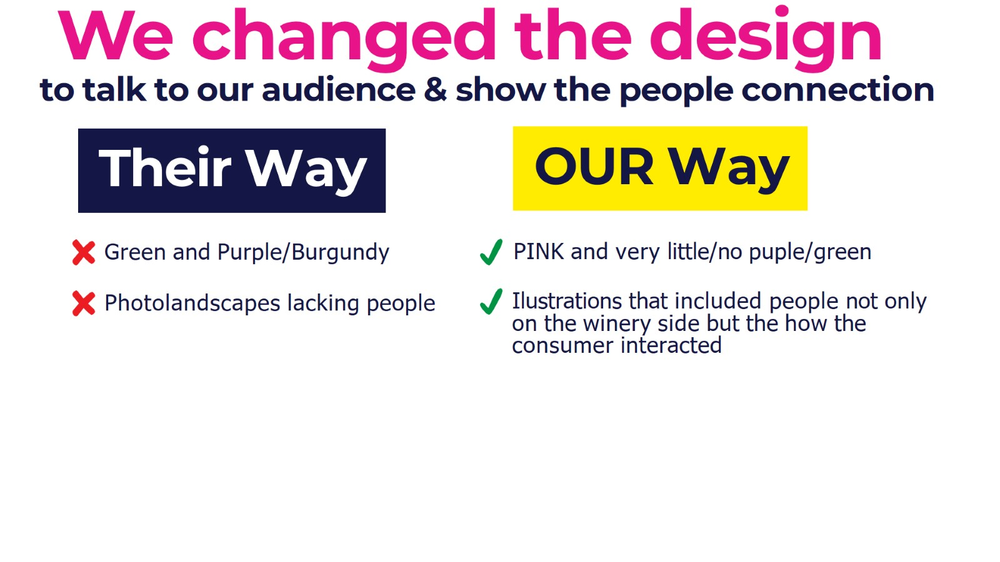 We changed the design
to talk to our audience & show the people connection
Their Way
OUR Way
Green and Purple/Burgundy
Photolandscapes lacking people
PINK and very little/no puple/green
Ilustrations that included people not only
on the winery side but the how the
consumer interacted